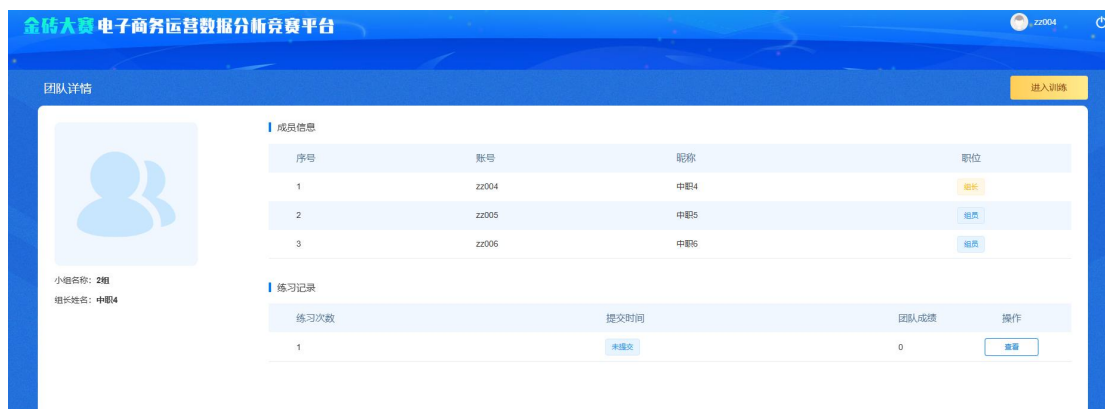 金砖大赛 电子商务运营数据分析竞赛平台
zz004
团队详情
进入训练
成员信息
序号 账号 昵称 职位
1 zz004 中职4 组长
2 zz005 中职5 组员
3 zz006 中职6 组员
小组名称：2组
组长姓名：中职4
练习记录
练习次数 提交时间 团队成绩 操作
1 未提交 0 查看